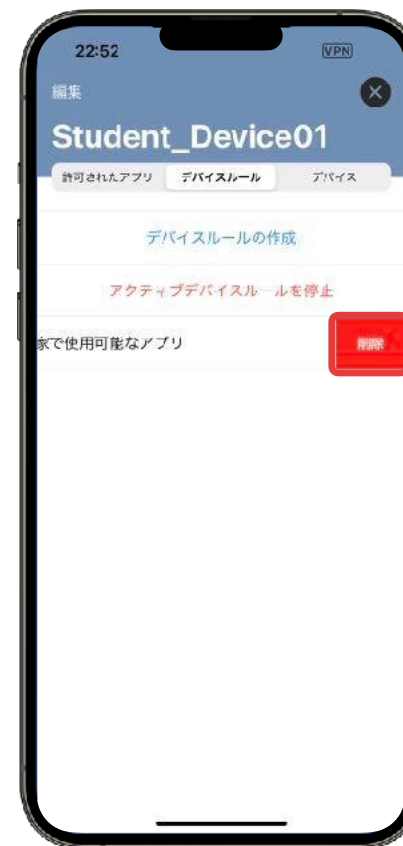 22:52 VPN
編集
Student_Device01
許可されたアプリ デバイスルール デバイス
デバイスルールの作成
アクティブデバイスルールを停止
家で使用可能なアプリ 削除